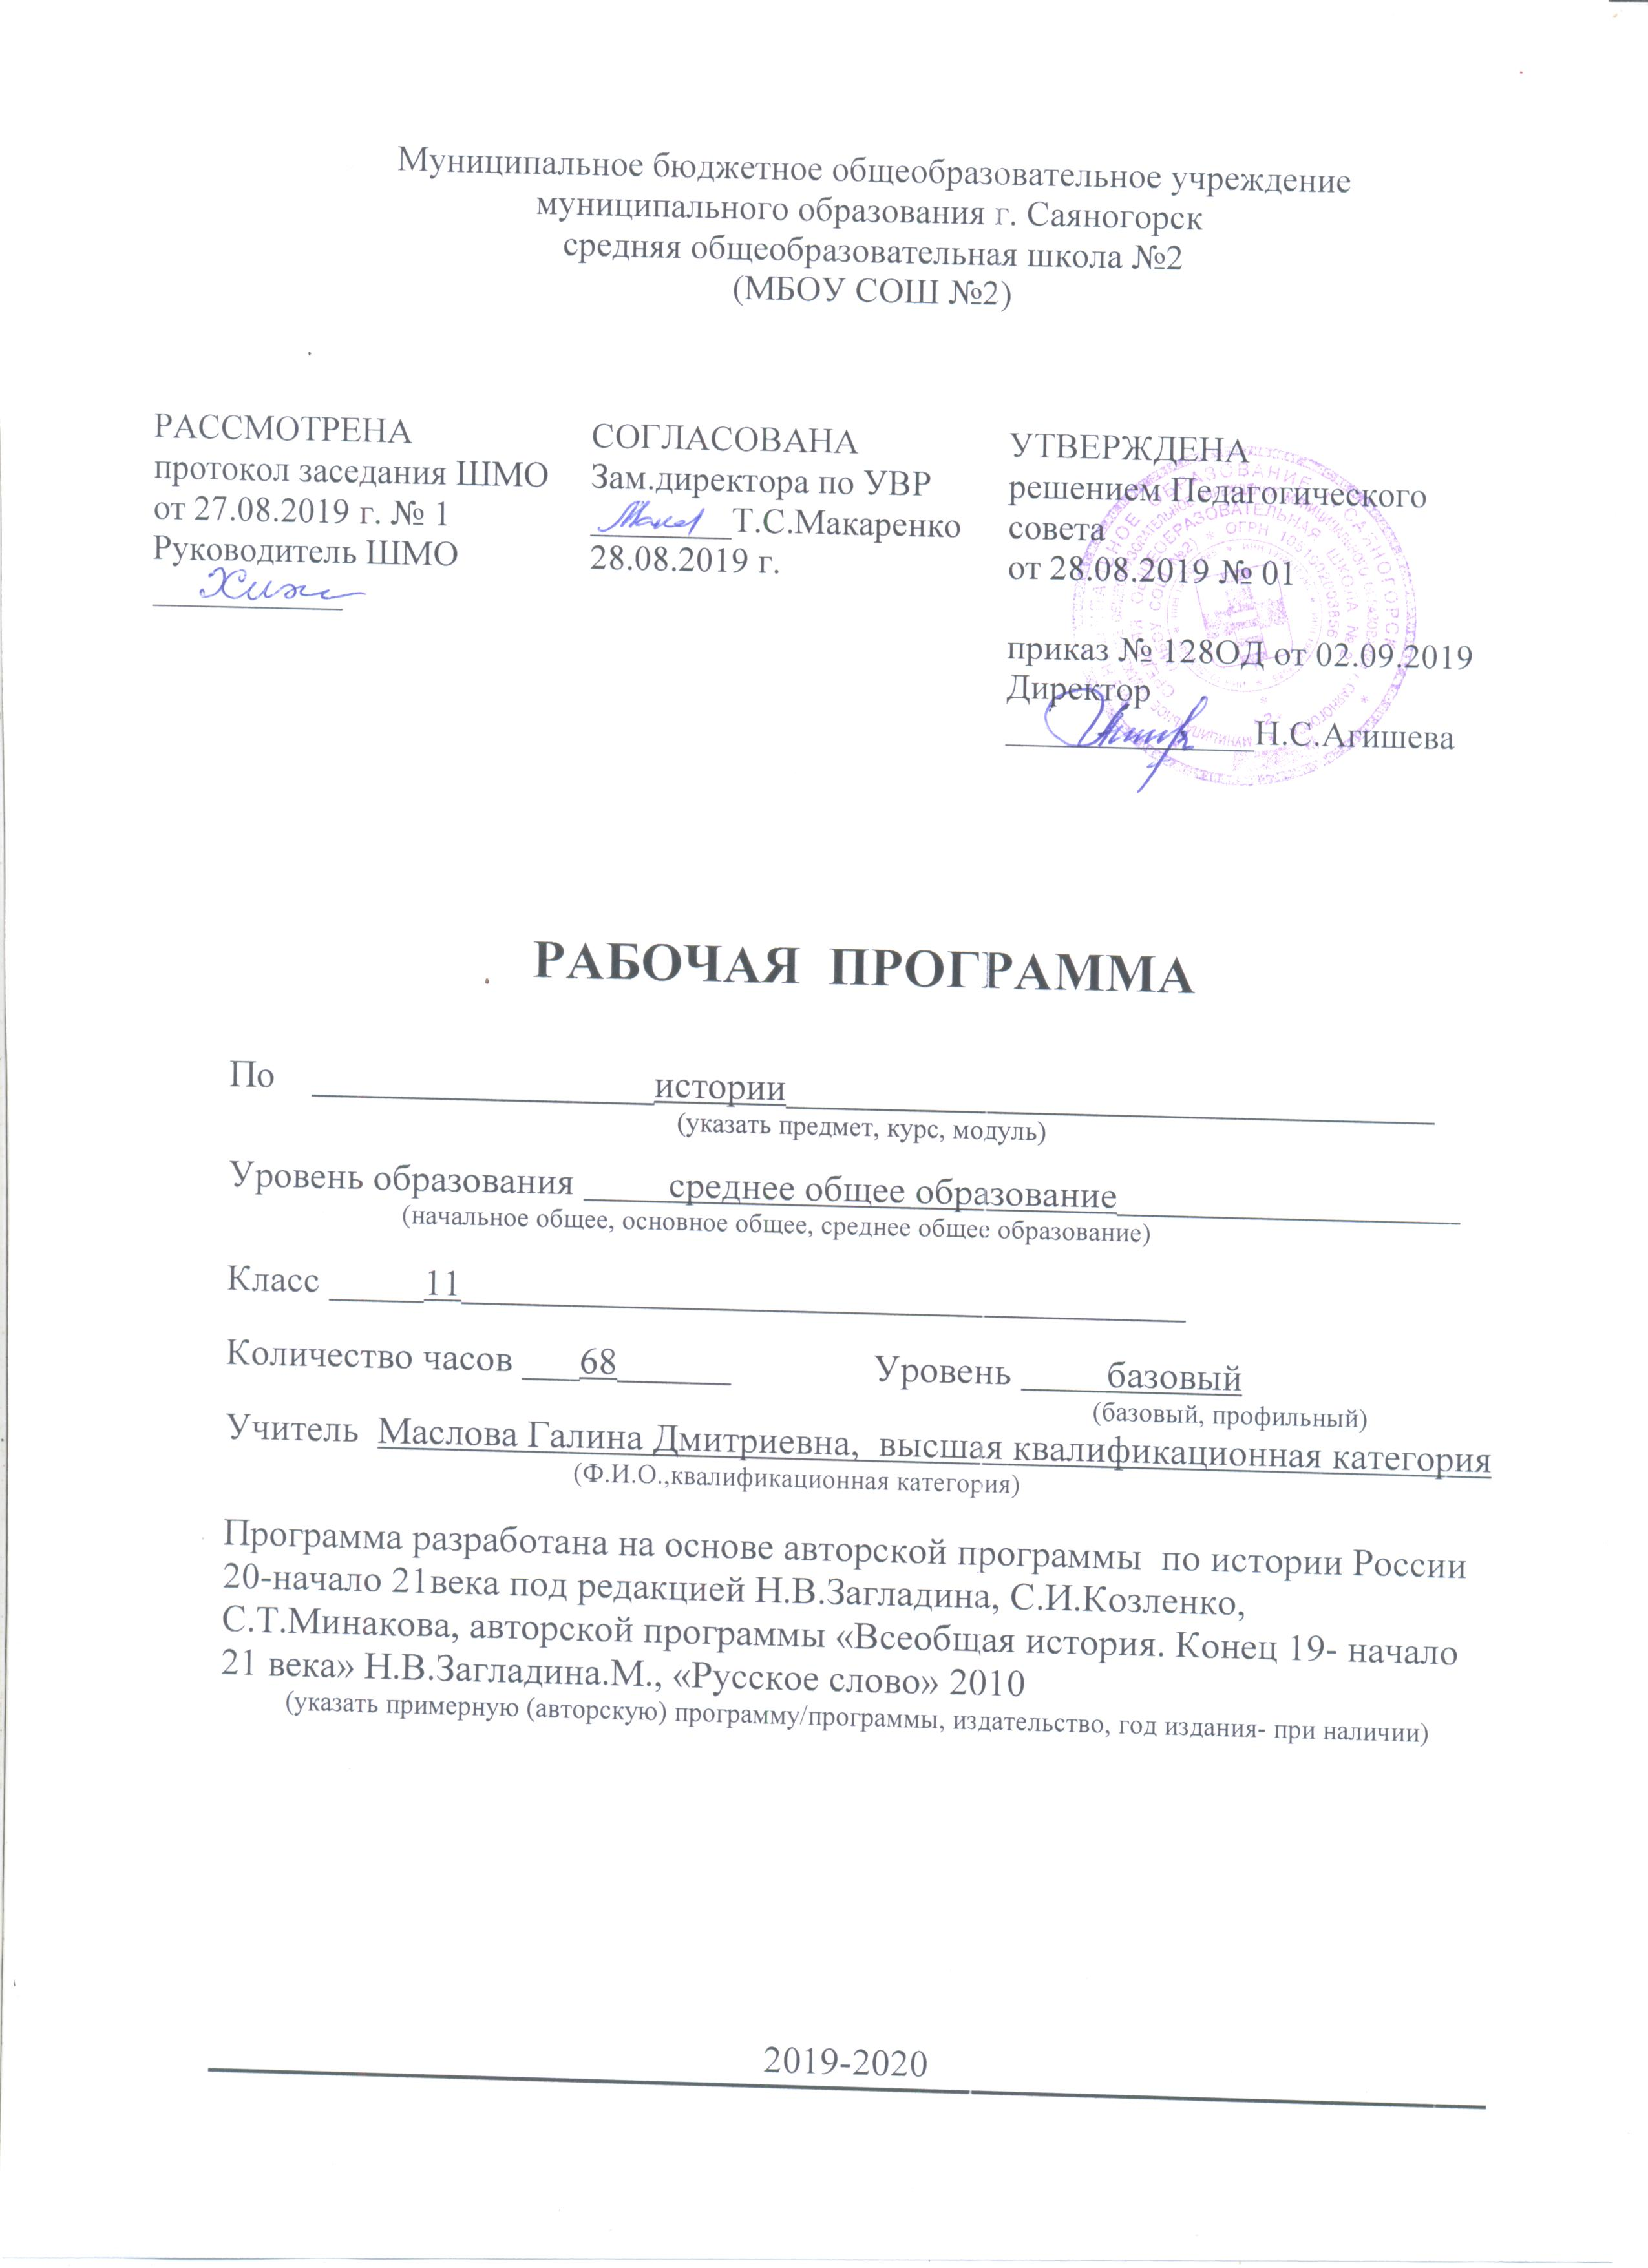 Муниципальное бюджетное общеобразовательное учреждение
муниципального образования г. Саяногорск
средняя общеобразовательная школа №2
(МБОУ СОШ №2)
РАССМОТРЕНА
протокол заседания ШМО
от 27.08.2019 г. № 1
Руководитель ШМО
СОГЛАСОВАНА
Зам.директора по УВР
Т.С.Макаренко
28.08.2019 г.
УТВЕРЖДЕНА
решением Педагогического
совета
от 28.08.2019 № 01
приказ № 128ОД от 02.09.2019
Директор
Н.С.Агишева
РАБОЧАЯ ПРОГРАММА
По истории
(указать предмет, курс, модуль)
Уровень образования среднее общее образование
(начальное общее, основное общее, среднее общее образование)
Класс 11
Количество часов 68 Уровень базовый
(базовый, профильный)
Учитель Маслова Галина Дмитриевна, высшая квалификационная категория
(Ф.И.О.,квалификационная категория)
Программа разработана на основе авторской программы по истории России
20-начало 21века под редакцией Н.В.Загладина, С.И.Козленко,
С.Т.Минакова, авторской программы «Всеобщая история. Конец 19- начало
21 века» Н.В.Загладина.М., «Русское слово» 2010
(указать примерную (авторскую) программу/программы, издательство, год издания- при наличии)
2019-2020